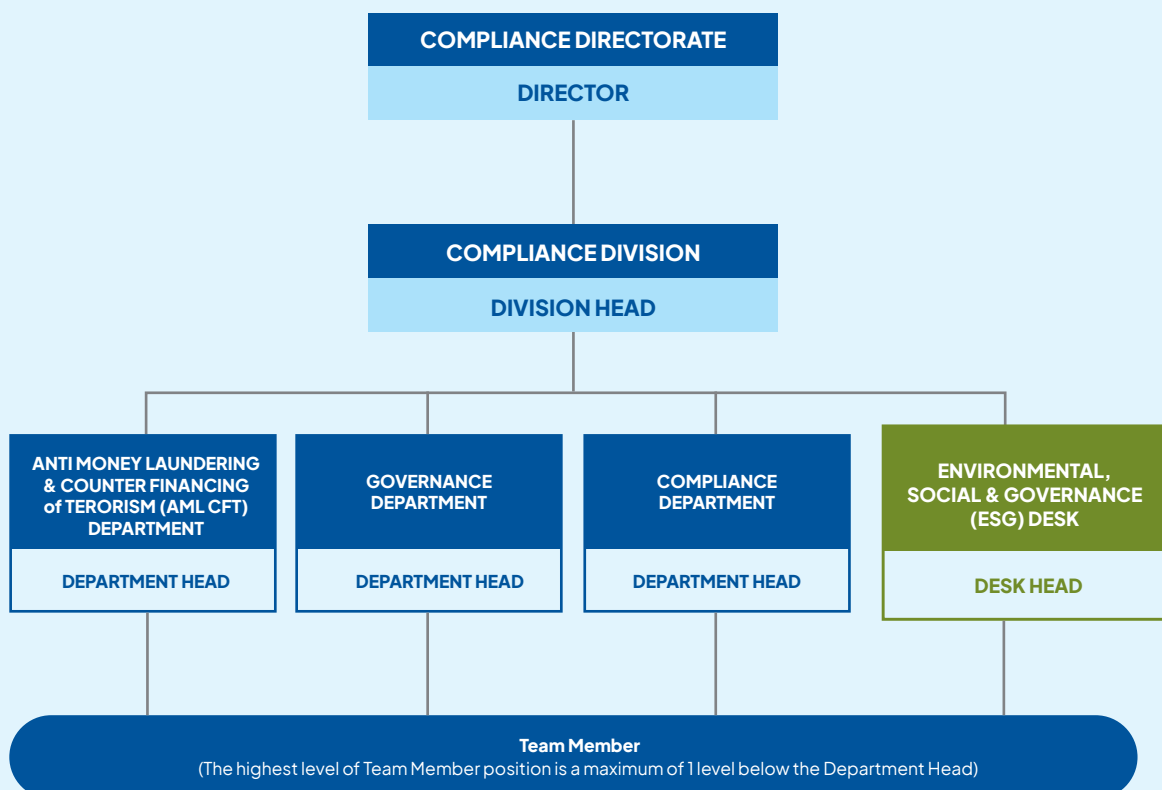 COMPLIANCE DIRECTORATE
DIRECTOR
COMPLIANCE DIVISION
DIVISION HEAD
ANTI MONEY LAUNDERING
& COUNTER FINANCING
of TERORISM (AML CFT)
DEPARTMENT
DEPARTMENT HEAD
GOVERNANCE
DEPARTMENT
DEPARTMENT HEAD
COMPLIANCE
DEPARTMENT
DEPARTMENT HEAD
ENVIRONMENTAL,
SOCIAL & GOVERNANCE
(ESG) DESK
DESK HEAD
Team Member
(The highest level of Team Member position is a maximum of 1 level below the Department Head)